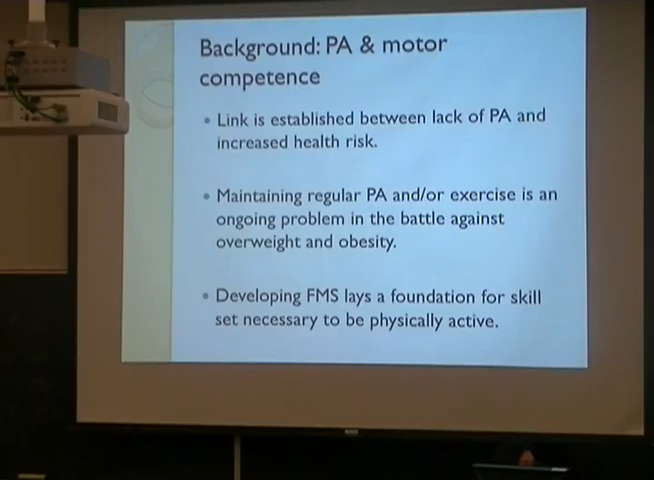 Background: PA & motor
competence
• Link is established between lack of PA and
increased health risk.
• Maintaining regular PA and/or exercise is an
ongoing problem in the battle against
overweight and obesity.
• Developing FMS lays a foundation for skill
set necessary to be physically active.